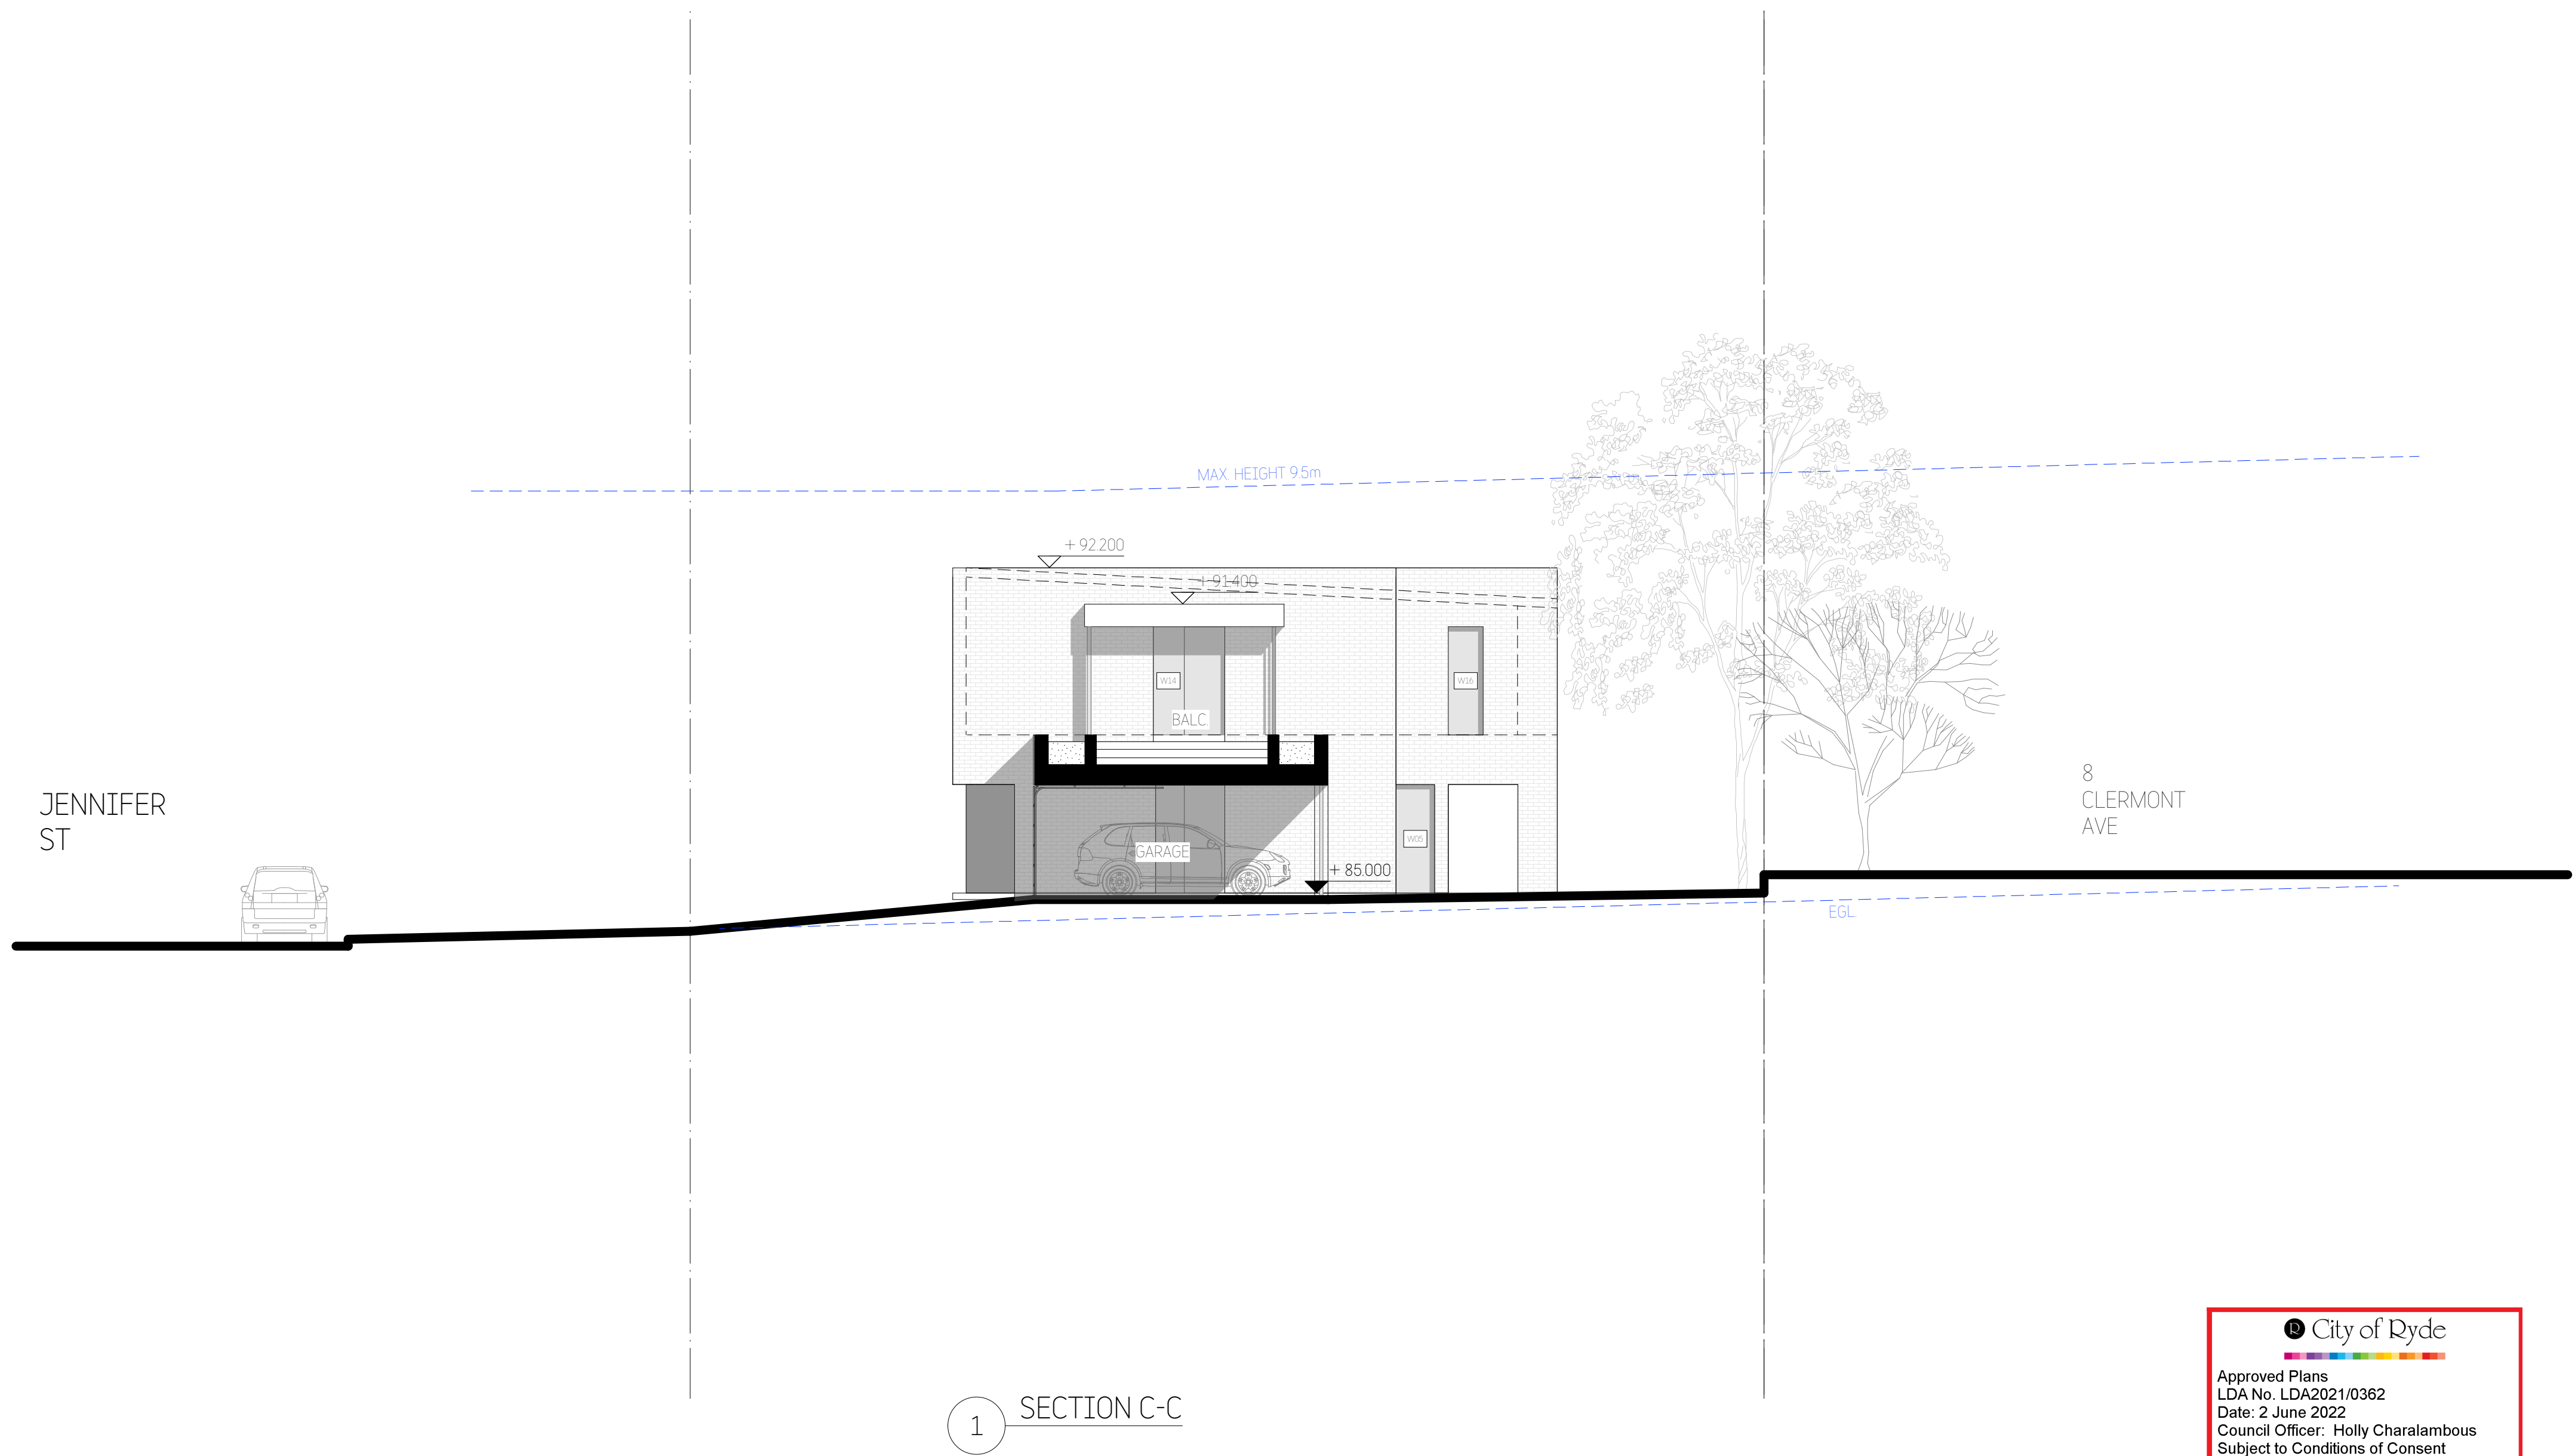 MAX. HEIGHT 9.5m
+ 92.200
+ 91.400
W14
W16
BALC.
JENNIFER
ST
8
CLERMONT
AVE
W05
GARAGE
+ 85.000
EGL.
R City of Ryde
Approved Plans
LDA No. LDA2021/0362
Date: 2 June 2022
Council Officer: Holly Charalambous
Subject to Conditions of Consent
1 SECTION C-C